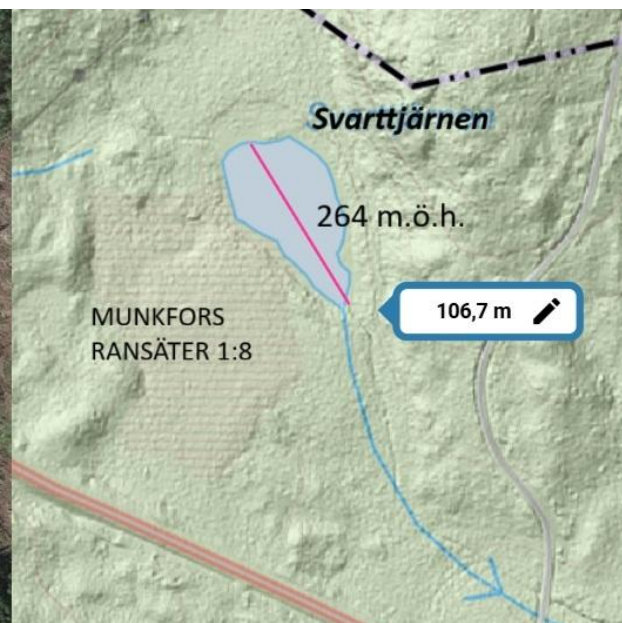 Svarttjärnen
264 m.ö.h.
106,7 m
MUNKFORS
RANSÄTER 1:8